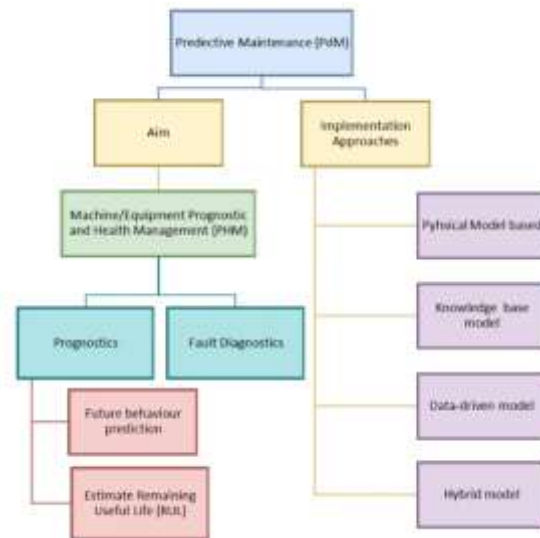 Predective Maintenance (PdM)
Aim
Implementation
Approaches
Machine/Equipment Prognostic
and Health Management (PHM)
Pyhsical Model based
Knowledge base
model
Prognostics
Fault Diagnostics
Data-driven model
Future behaviour
prediction
Estimate Remaining
Useful Life (RUL)
Hybrid model